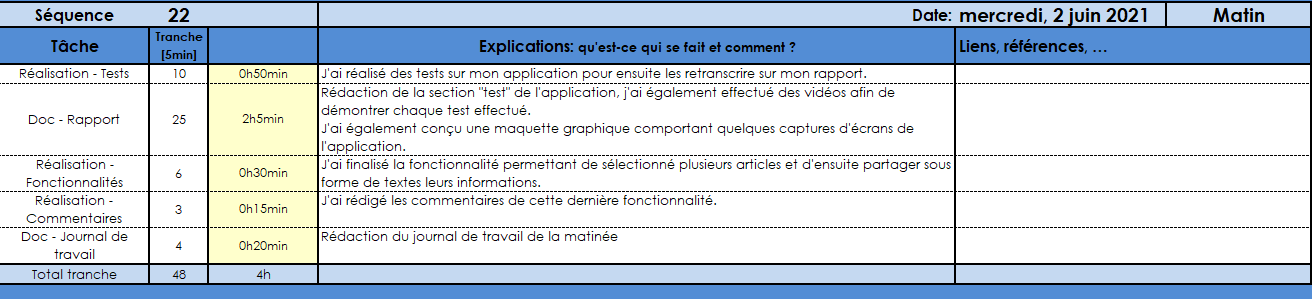 Séquence 22 Date: mercredi, 2 juin 2021 Matin
Tâche Tranche [5min] Explications: qu'est-ce qui se fait et comment ? Liens, références, ...
Réalisation - Tests 10 0h50min J'ai réalisé des tests sur mon application pour ensuite les retranscrire sur mon rapport.
Doc - Rapport 25 2h5min Rédaction de la section "test" de l'application, j'ai également effectué des vidéos afin de
démontrer chaque test effectué.
J'ai également conçu une maquette graphique comportant quelques captures d'écrans de
l'application.
Réalisation -
Fonctionnalités 6 0h30min J'ai finalisé la fonctionnalité permettant de sélectionné plusieurs articles et d'ensuite partager sous
forme de textes leurs informations.
Réalisation -
Commentaires 3 0h15min J'ai rédigé les commentaires de cette dernière fonctionnalité.
Doc - Journal de
travail 4 0h20min Rédaction du journal de travail de la matinée
Total tranche 48 4h